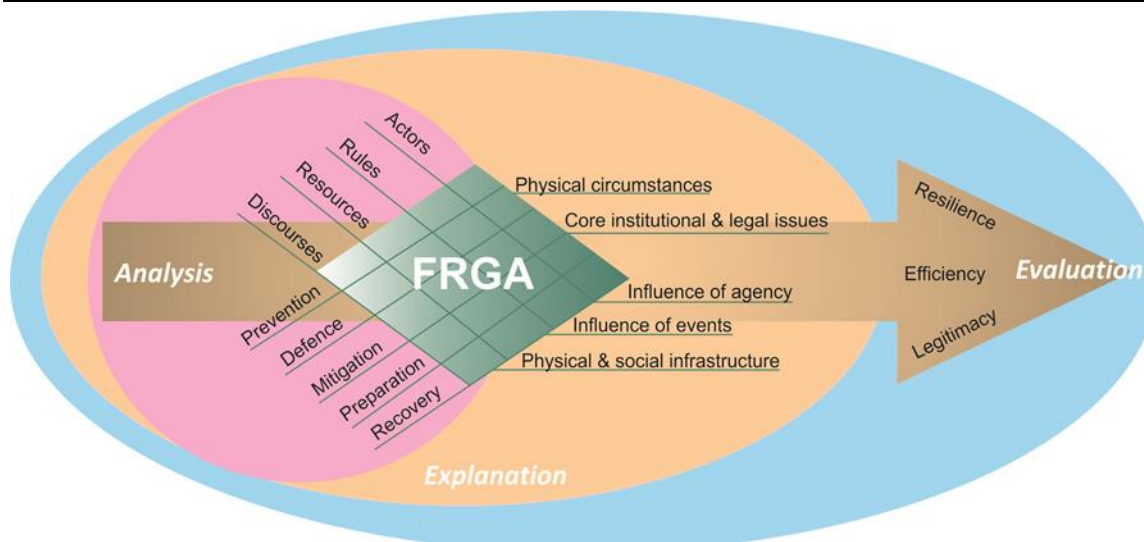 Actors
Rules
Resources
Discourses
Physical circumstances
Core institutional & legal issues
Resilience
Analysis
FRGA
Efficiency
Evaluation
Influence of agency
Prevention
Defence
Mitigation
Preparation
Recovery
Influence of events
Physical & social infrastructure
Legitimacy
Explanation